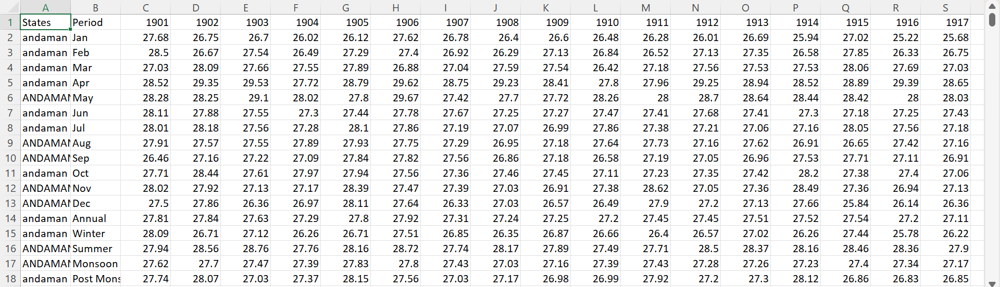 A B C D E F G H I J K L M N O P Q R S
1 States Period 1901 1902 1903 1904 1905 1906 1907 1908 1909 1910 1911 1912 1913 1914 1915 1916 1917
2 andaman Jan 27.68 26.75 26.7 26.02 26.12 27.62 26.78 26.4 26.6 26.48 26.28 26.01 26.69 25.94 27.02 25.22 25.68
3 andaman Feb 28.5 26.67 27.54 26.49 27.29 27.4 26.92 26.29 27.13 26.84 26.52 27.13 27.35 26.58 27.85 26.33 26.75
4 andaman Mar 27.03 28.09 27.66 27.55 27.89 26.88 27.04 27.59 27.54 26.42 27.18 27.56 27.53 27.53 28.06 27.69 27.03
5 andaman Apr 28.52 29.35 29.53 27.72 28.79 29.62 28.75 29.23 28.41 27.8 27.96 29.25 28.94 28.52 28.89 29.39 28.65
6 ANDAMAN May 28.28 28.25 29.1 28.02 27.8 29.67 27.42 27.7 27.72 28.26 28 28.7 28.64 28.44 28.42 28 28.03
7 andaman Jun 28.11 27.88 27.55 27.3 27.44 27.78 27.67 27.25 27.27 27.47 27.41 27.68 27.41 27.3 27.18 27.25 27.43
8 andaman Jul 28.01 28.18 27.56 27.28 28.1 27.86 27.19 27.07 26.99 27.86 27.38 27.21 27.06 27.16 28.05 27.56 27.18
9 ANDAMAN Aug 27.91 27.57 27.55 27.89 27.93 27.75 27.29 26.95 27.18 27.64 27.73 27.16 27.62 26.91 26.65 27.42 27.16
10 ANDAMAN Sep 26.46 27.16 27.22 27.09 27.84 27.82 27.56 26.86 27.18 26.58 27.19 27.05 26.96 27.53 27.71 27.11 26.91
11 andaman Oct 27.71 28.44 27.61 27.97 27.94 27.56 27.36 27.46 27.45 27.11 27.23 27.35 27.42 28.2 27.38 27.4 27.06
12 ANDAMAN Nov 28.02 27.92 27.13 27.17 28.39 27.47 27.39 27.03 26.91 27.38 28.62 27.05 27.36 28.49 27.36 26.94 27.13
13 ANDAMAN Dec 27.5 27.86 26.36 26.97 28.11 27.64 26.33 27.03 26.57 26.49 27.9 27.2 27.13 27.66 25.84 26.14 26.36
14 andaman Annual 27.81 27.84 27.63 27.29 27.8 27.92 27.31 27.24 27.25 27.2 27.45 27.45 27.51 27.52 27.54 27.2 27.11
15 andaman Winter 28.09 26.71 27.12 26.26 26.71 27.51 26.85 26.35 26.87 26.66 26.4 26.57 27.02 26.26 27.44 25.78 26.22
16 ANDAMAN Summer 27.94 28.56 28.76 27.76 28.16 28.72 27.74 28.17 27.89 27.49 27.71 28.5 28.37 28.16 28.46 28.36 27.9
17 ANDAMAN Monsoon 27.62 27.7 27.47 27.39 27.83 27.8 27.43 27.03 27.16 27.39 27.43 27.28 27.26 27.23 27.4 27.34 27.17
18 andaman Post Mons 27.74 28.07 27.03 27.37 28.15 27.56 27.03 27.17 26.98 26.99 27.92 27.2 27.3 28.12 26.86 26.83 26.85